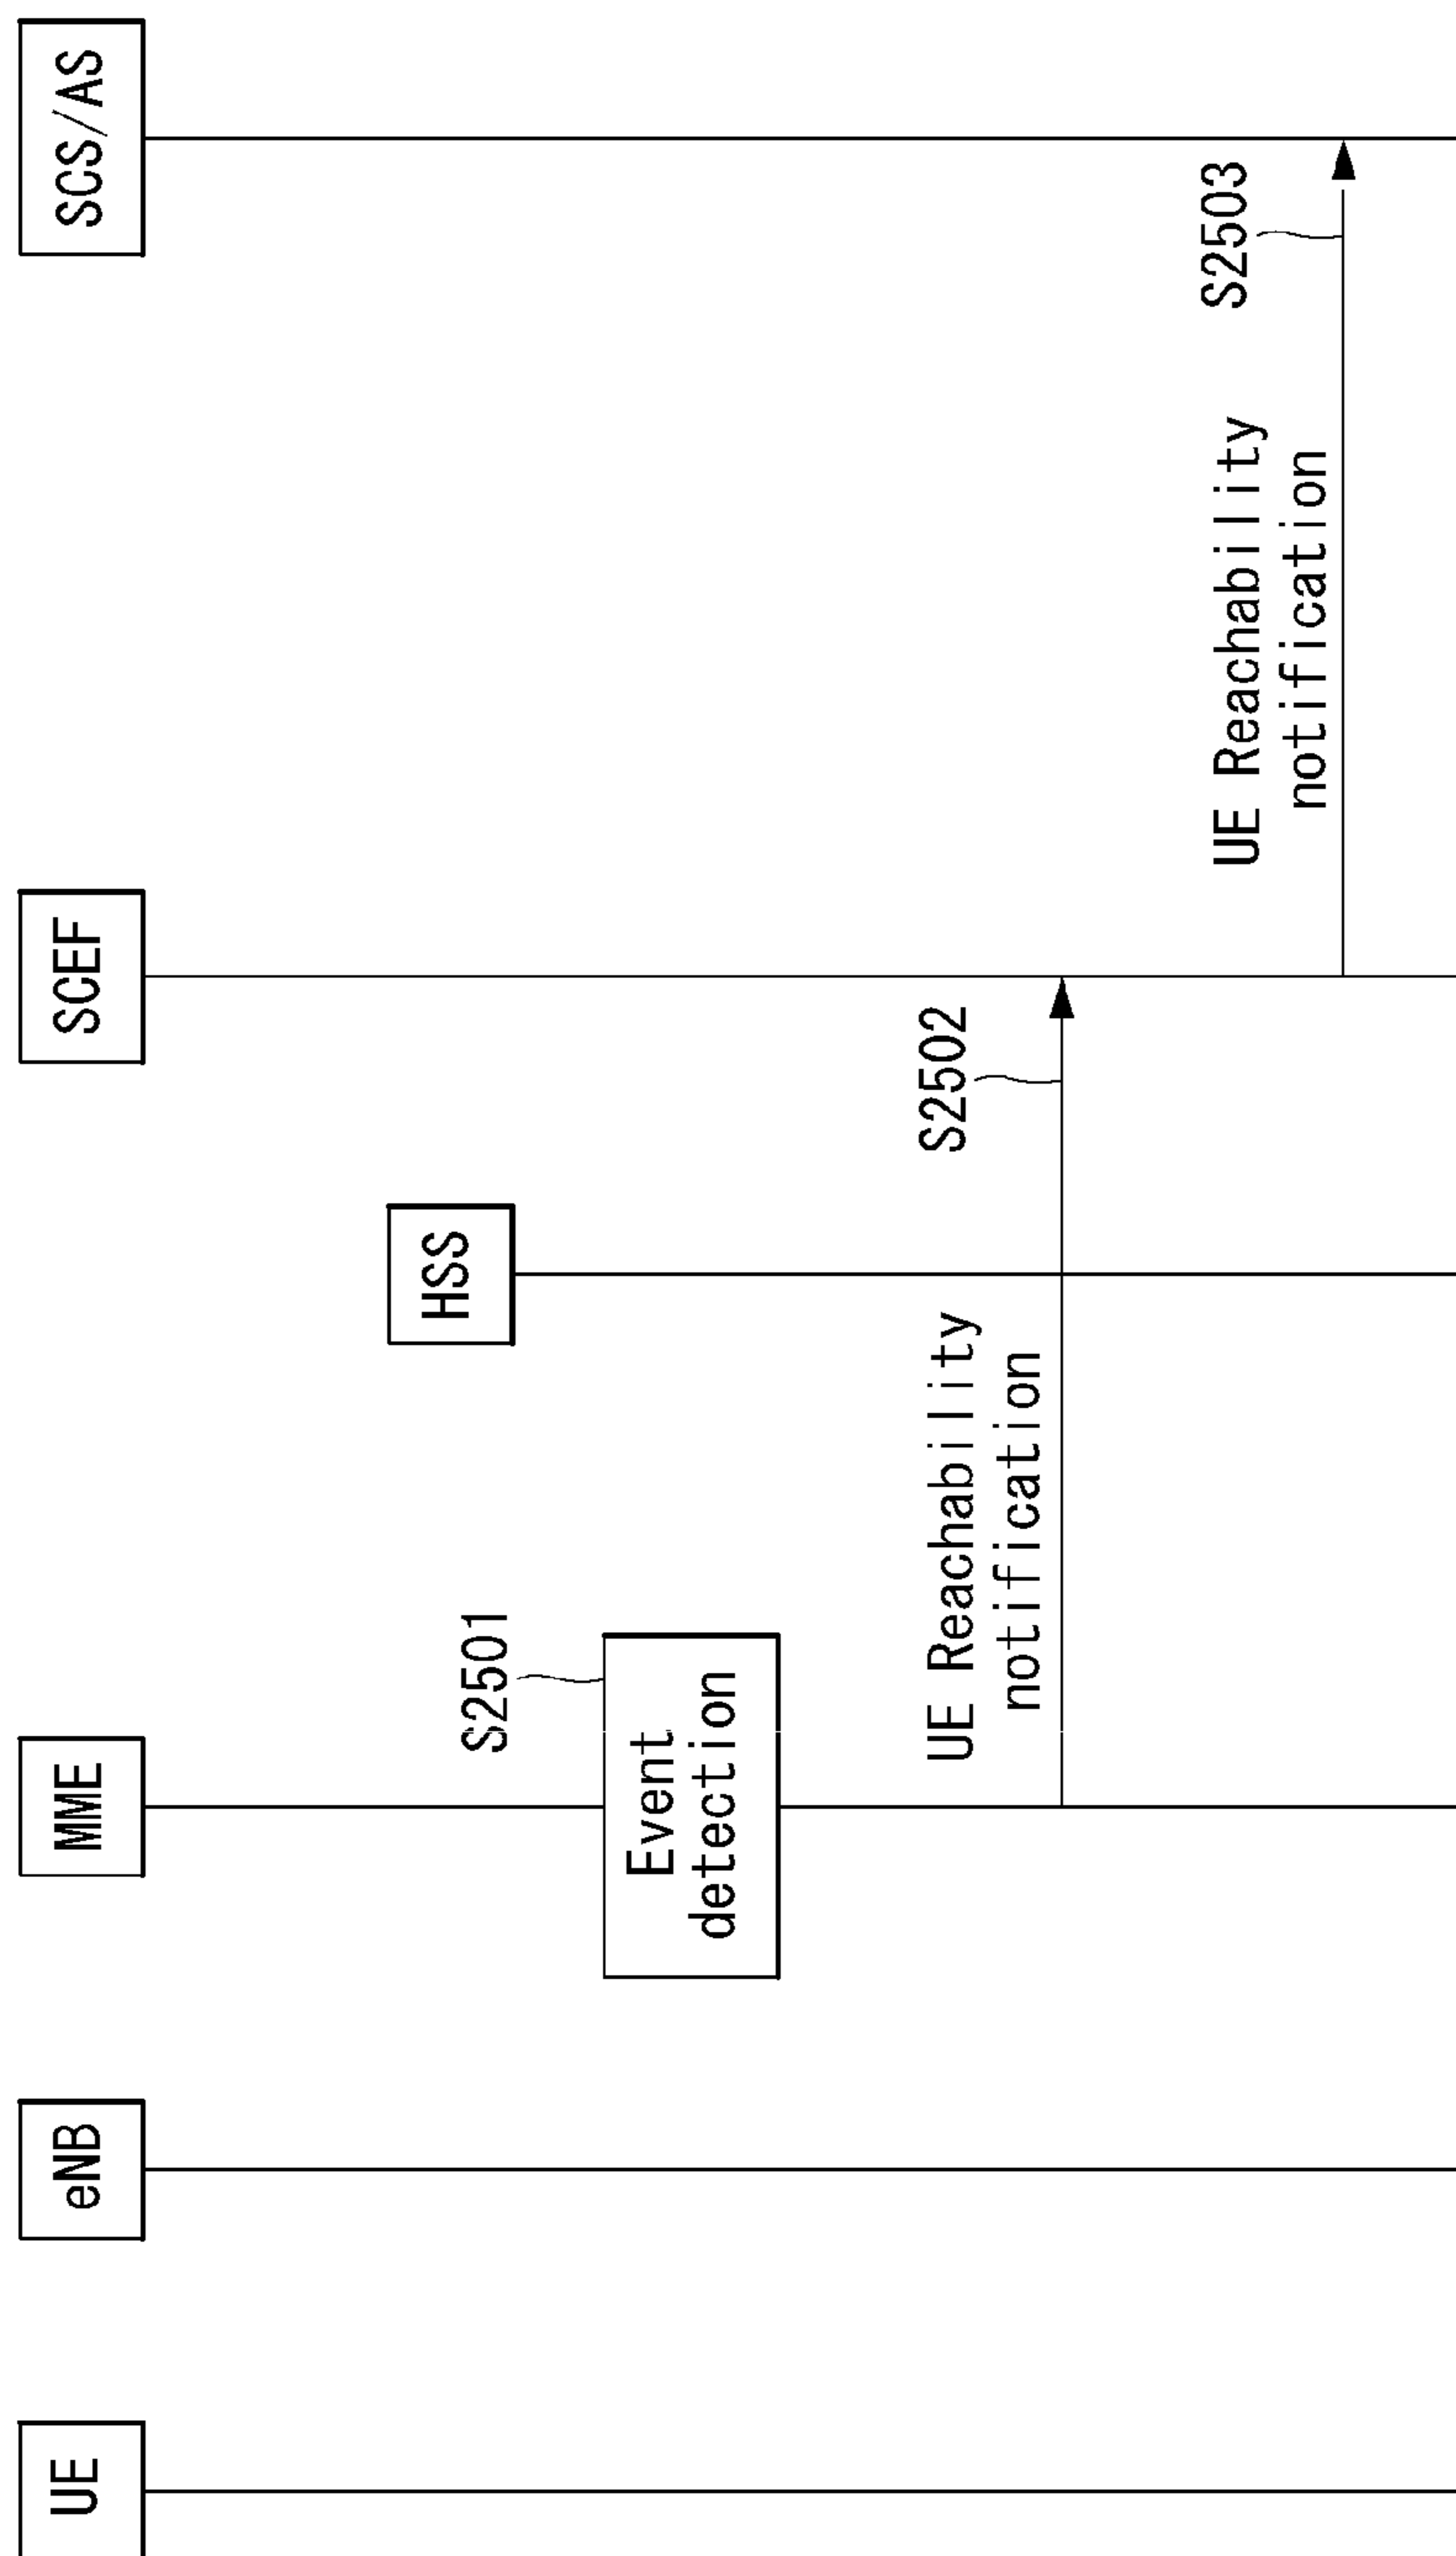 UE
eNB
MME
HSS
SCEF
SCS/AS
S2501
Event
detection
UE Reachability
notification
S2502
UE Reachability
notification
S2503